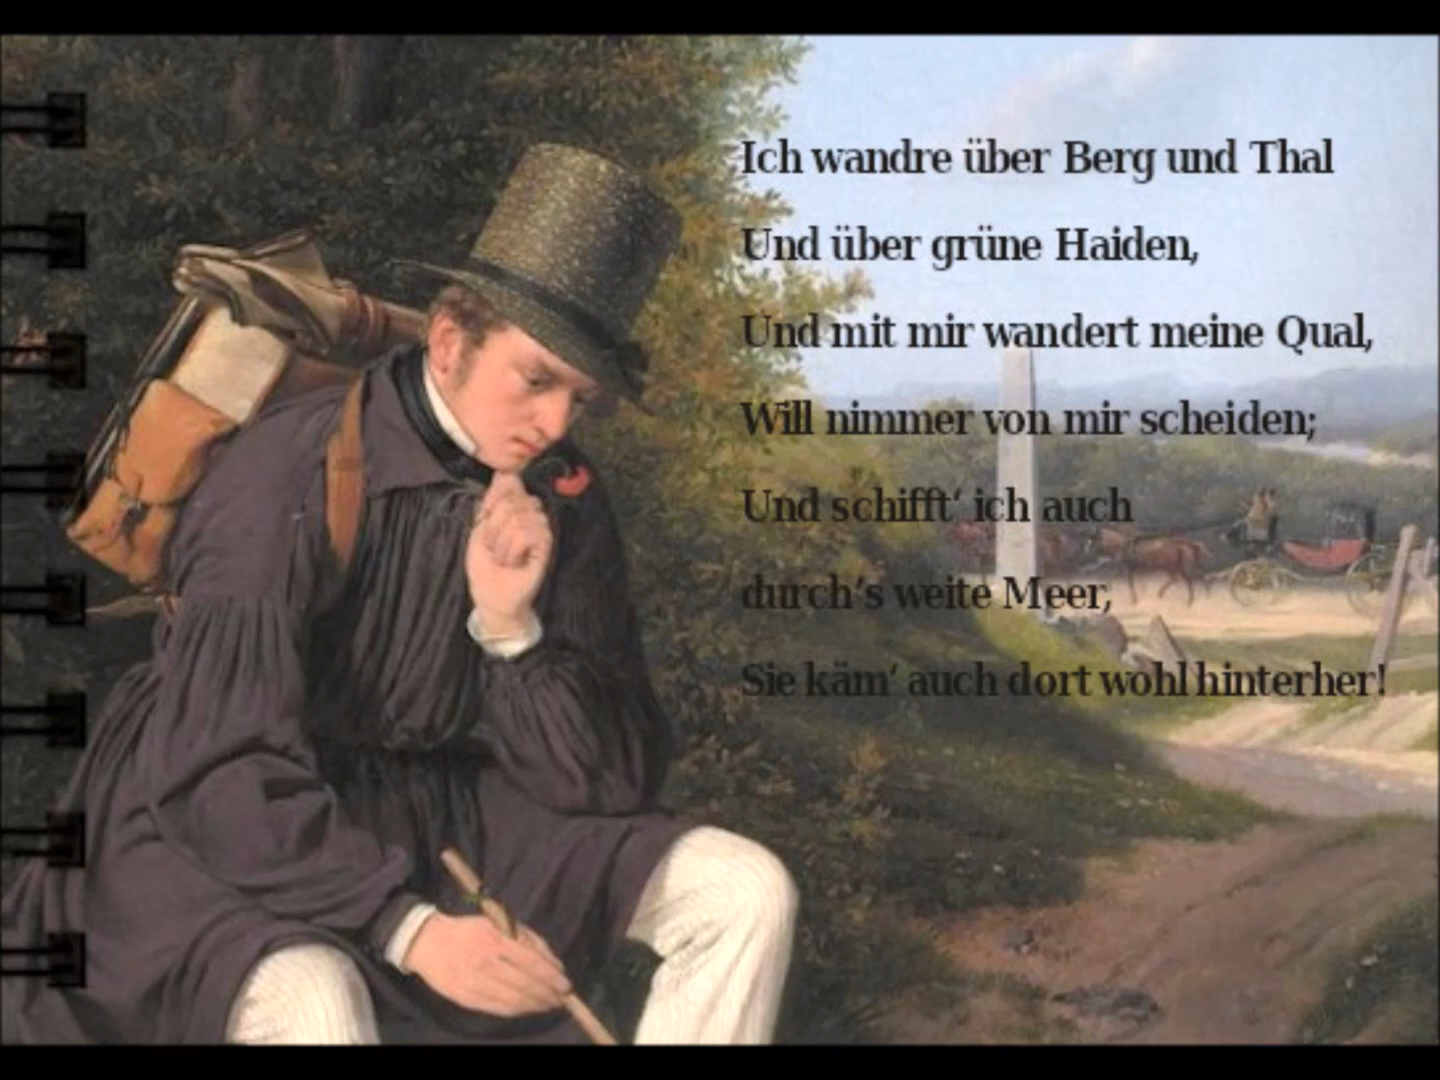 Ich wandre über Berg und Thal
Und über grüne Haiden,
Und mit mir wandert meine Qual,
Will nimmer von mir scheiden;
Und schifft‘ ich auch
durch‘s weite Meer,
Sie käm‘ auch dort wohl hinterher!